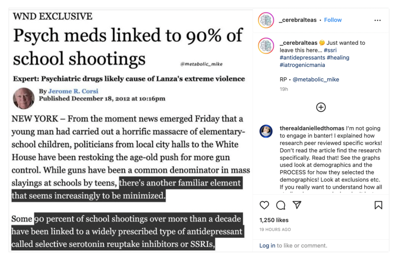 WND EXCLUSIVE
Psych meds linked to 90% of
school shootings
@metabolic_mike
Expert: Psychiatric drugs likely cause of Lanza's extreme violence
By Jerome R. Corsi
Published December 18, 2012 at 10:16pm
NEW YORK – From the moment news emerged Friday that a
young man had carried out a horrific massacre of elementary-
school children, politicians from local city halls to the White
House have been restoking the age-old push for more gun
control. While guns have been a common denominator in mass
slayings at schools by teens, there's another familiar element
that seems increasingly to be minimized.
Some 90 percent of school shootings over more than a decade
have been linked to a widely prescribed type of antidepressant
called selective serotonin reuptake inhibitors or SSRIs,
_cerebralteas • Follow
_cerebralteas Just wanted
to leave this here... #ssri
#antidepressants #healing
#iatrogenicmania
RP • @metabolic_mike
19h
therealdanielledthomas I'm not going
to engage in banter! I explained how
research peer reviewed specific works!
Don't read the article find the research
specifically. Read that! See the graphs
used look at demographics and the
PROCESS for how they selected the
demographics! Look at exclusions etc.
If you really want to understand how all
1,250 likes
19 HOURS AGO
Log in to like or comment.